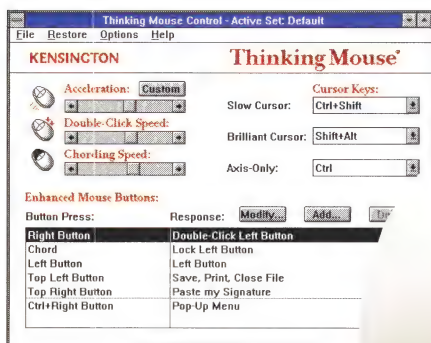 Thinking Mouse Control - Active Set: Default
File Restore Options Help
KENSINGTON
Thinking Mouse
Acceleration: Custom
Double-Click Speed:
Chording Speed:
Cursor Keys:
Slow Cursor: Ctrl+Shift
Brilliant Cursor: Shift+Alt
Axis-Only: Ctrl
Enhanced Mouse Buttons:
Button Press: Response: Modify... Add...
Right Button Double-Click Left Button
Chord Lock Left Button
Left Button Left Button
Top Left Button Save, Print, Close File
Top Right Button Paste my Signature
Ctrl+Right Button Pop-Up Menu